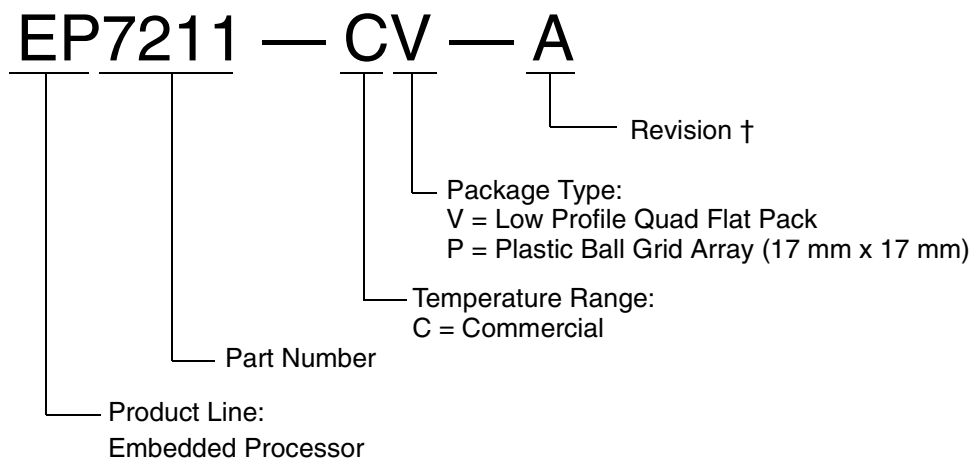 EP7211 — CV — A
Revision †
Package Type:
V = Low Profile Quad Flat Pack
P = Plastic Ball Grid Array (17 mm x 17 mm)
Temperature Range:
C = Commercial
Part Number
Product Line:
Embedded Processor